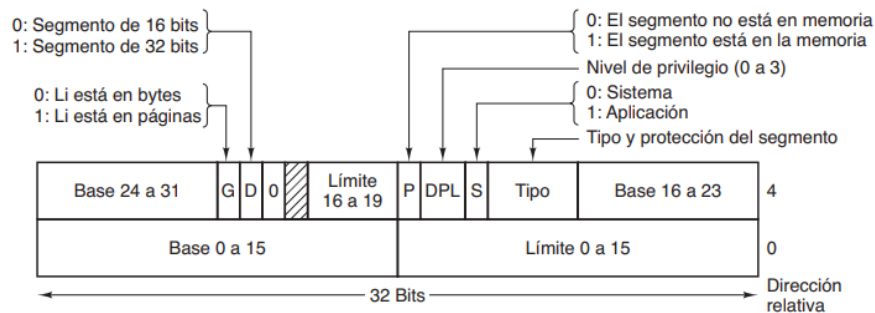 0: Segmento de 16 bits
1: Segmento de 32 bits
0: El segmento no está en memoria
1: El segmento está en la memoria
Nivel de privilegio (0 a 3)
0: Li está en bytes
1: Li está en páginas
0: Sistema
1: Aplicación
Tipo y protección del segmento
Base 24 a 31
G
D
0
Límite
16 a 19
P
DPL
S
Tipo
Base 16 a 23
4
Base 0 a 15
Límite 0 a 15
0
32 Bits
Dirección
relativa